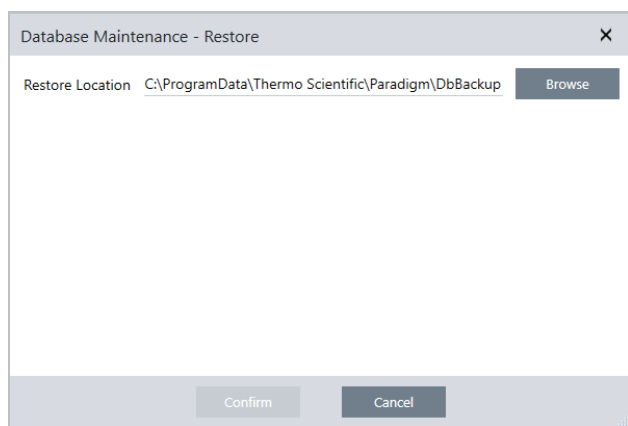 Database Maintenance - Restore
Restore Location C:\ProgramData\Thermo Scientific\Paradigm\DbBackup Browse
Confirm Cancel